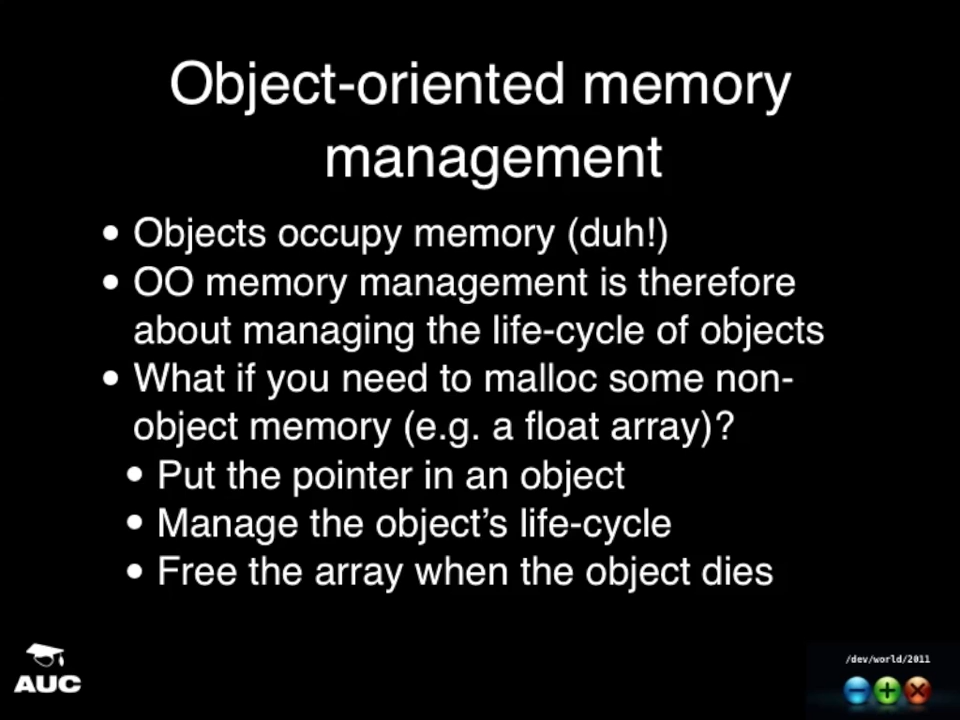 Object-oriented memory
management
• Objects occupy memory (duh!)
• OO memory management is therefore
about managing the life-cycle of objects
• What if you need to malloc some non-
object memory (e.g. a float array)?
• Put the pointer in an object
• Manage the object’s life-cycle
• Free the array when the object dies
AUC
/dev/world/2011